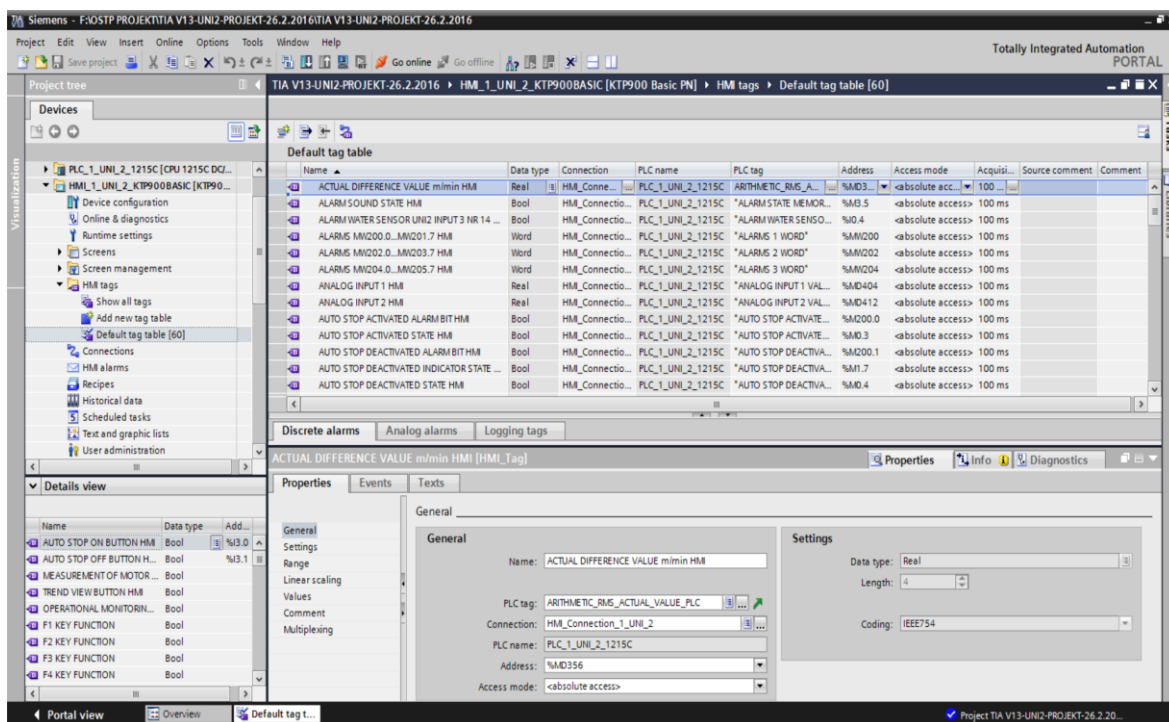 Siemens - F:\OSTP PROJEKT\TIA V13-UNI2-PROJEKT-26.2.2016\TIA V13-UNI2-PROJEKT-26.2.2016
Project Edit View Insert Online Options Tools Window Help
Totally Integrated Automation
PORTAL
Save project Go online Go offline
Project tree
TIA V13-UNI2-PROJEKT-26.2.2016 HMI_1_UNI_2_KTP900BASIC [KTP900 Basic PN] HMI tags Default tag table [60]
Devices
Visualization
PLC_1_UNI_2_1215C [CPU 1215C DC/...
HMI_1_UNI_2_KTP900BASIC [KTP90...
Device configuration
Online & diagnostics
Runtime settings
Screens
Screen management
HMI tags
Show all tags
Add new tag table
Default tag table [60]
Connections
HMI alarms
Recipes
Historical data
Scheduled tasks
Text and graphic lists
User administration
Default tag table
Name Data type Connection PLC name PLC tag Address Access mode Acquisi... Source comment Comment
ACTUAL DIFFERENCE VALUE m/min HMI Real HMI_Conne... PLC_1_UNI_2_1215C ARITHMETIC_RMS_A... %MD3... <absolute acc... 100 ...
ALARM SOUND STATE HMI Bool HMI_Connectio... PLC_1_UNI_2_1215C "ALARM STATE MEMOR... %M3.5 <absolute access> 100 ms
ALARM WATER SENSOR UNI2 INPUT 3 NR 14 ... Bool HMI_Connectio... PLC_1_UNI_2_1215C "ALARM WATER SENSO... %I0.4 <absolute access> 100 ms
ALARMS MW200.0...MW201.7 HMI Word HMI_Connectio... PLC_1_UNI_2_1215C "ALARMS 1 WORD" %MW200 <absolute access> 100 ms
ALARMS MW202.0...MW203.7 HMI Word HMI_Connectio... PLC_1_UNI_2_1215C "ALARMS 2 WORD" %MW202 <absolute access> 100 ms
ALARMS MW204.0...MW205.7 HMI Word HMI_Connectio... PLC_1_UNI_2_1215C "ALARMS 3 WORD" %MW204 <absolute access> 100 ms
ANALOG INPUT 1 HMI Real HMI_Connectio... PLC_1_UNI_2_1215C "ANALOG INPUT 1 VAL... %MD404 <absolute access> 100 ms
ANALOG INPUT 2 HMI Real HMI_Connectio... PLC_1_UNI_2_1215C "ANALOG INPUT 2 VAL... %MD412 <absolute access> 100 ms
AUTO STOP ACTIVATED ALARM BIT HMI Bool HMI_Connectio... PLC_1_UNI_2_1215C "AUTO STOP ACTIVATE... %M200.0 <absolute access> 100 ms
AUTO STOP ACTIVATED STATE HMI Bool HMI_Connectio... PLC_1_UNI_2_1215C "AUTO STOP ACTIVATE... %M0.3 <absolute access> 100 ms
AUTO STOP DEACTIVATED ALARM BIT HMI Bool HMI_Connectio... PLC_1_UNI_2_1215C "AUTO STOP DEACTIVA... %M200.1 <absolute access> 100 ms
AUTO STOP DEACTIVATED INDICATOR STATE ... Bool HMI_Connectio... PLC_1_UNI_2_1215C "AUTO STOP DEACTIVA... %M1.7 <absolute access> 100 ms
AUTO STOP DEACTIVATED STATE HMI Bool HMI_Connectio... PLC_1_UNI_2_1215C "AUTO STOP DEACTIVA... %M0.4 <absolute access> 100 ms
Discrete alarms Analog alarms Logging tags
ACTUAL DIFFERENCE VALUE m/min HMI [HMI_Tag]
Properties Info Diagnostics
Properties Events Texts
General
Settings
Range
Linear scaling
Values
Comment
Multiplexing
General
General
Name: ACTUAL DIFFERENCE VALUE m/min HMI
PLC tag: ARITHMETIC_RMS_ACTUAL_VALUE_PLC
Connection: HMI_Connection_1_UNI_2
PLC name: PLC_1_UNI_2_1215C
Address: %MD356
Access mode: <absolute access>
Settings
Data type: Real
Length: 4
Coding: IEEE754
Details view
Name Data type Add...
AUTO STOP ON BUTTON HMI Bool %I3.0
AUTO STOP OFF BUTTON H... Bool %I3.1
MEASUREMENT OF MOTOR ... Bool
TREND VIEW BUTTON HMI Bool
OPERATIONAL MONITORIN... Bool
F1 KEY FUNCTION Bool
F2 KEY FUNCTION Bool
F3 KEY FUNCTION Bool
F4 KEY FUNCTION Bool
Portal view Overview Default tag t...
Project TIA V13-UNI2-PROJEKT-26.2.20...